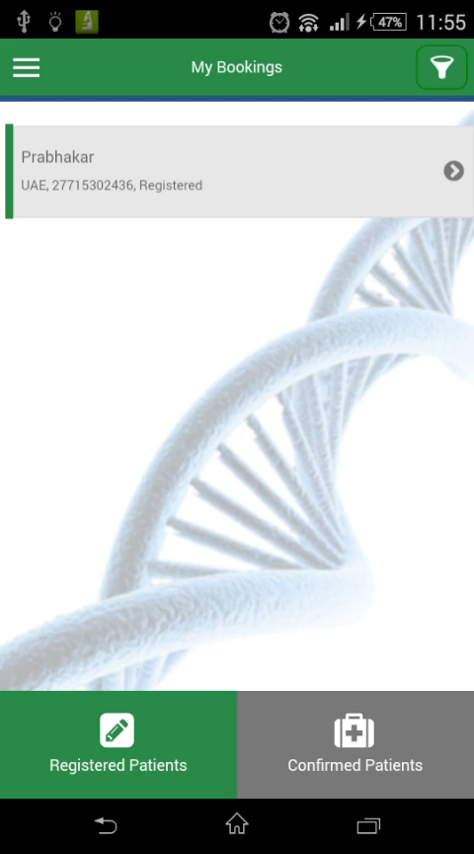 47% 11:55
My Bookings
Prabhakar
UAE, 27715302436, Registered
Registered Patients
Confirmed Patients